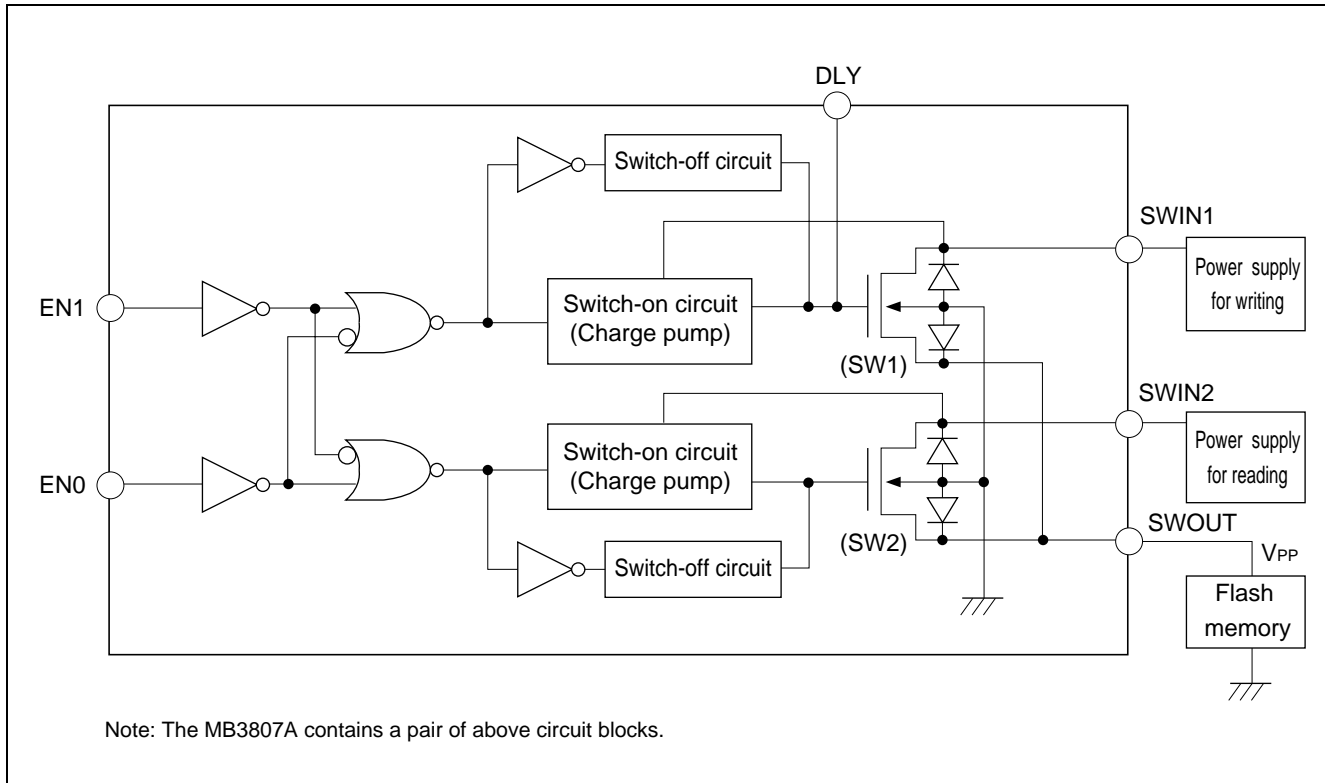 DLY
Switch-off circuit
SWIN1
Power supply
for writing
EN1
Switch-on circuit
(Charge pump)
(SW1)
SWIN2
Power supply
for reading
EN0
Switch-on circuit
(Charge pump)
(SW2)
SWOUT
VPP
Switch-off circuit
Flash
memory
Note: The MB3807A contains a pair of above circuit blocks.